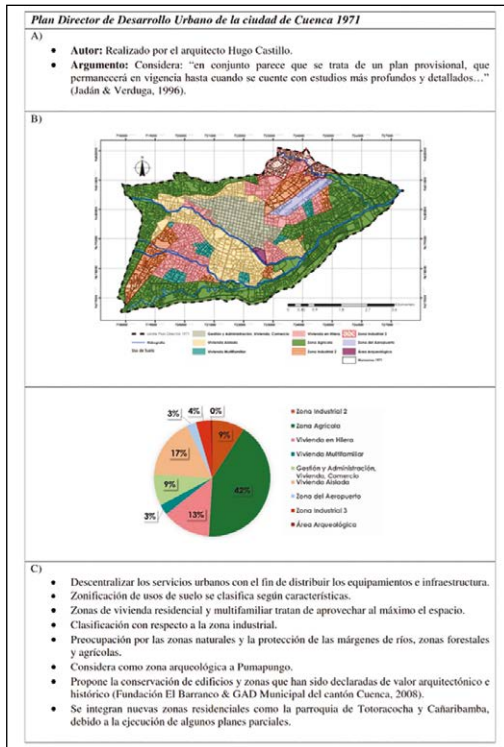 Plan Director de Desarrollo Urbano de la ciudad de Cuenca 1971
A)
• Autor: Realizado por el arquitecto Hugo Castillo.
• Argumento: Considera: “en conjunto parece que se trata de un plan provisional, que
permanecerá en vigencia hasta cuando se cuente con estudios más profundos y detallados…”
(Jadán & Verduga, 1996).
B)
Gestión y Administración, Vivienda, Comercio
Vivienda en Hilera
Zona Industrial 3
Hidrografía
Vivienda Aislada
Zona Agrícola
Zona del Aeropuerto
Uso de Suelo
Vivienda Multifamiliar
Zona Industrial 2
Área Arqueológica
3%
4%
0%
9%
17%
9%
3%
13%
42%
Zona Industrial 2
Zona Agrícola
Vivienda en Hilera
Vivienda Multifamiliar
Gestión y Administración,
Vivienda, Comercio
Vivienda Aislada
Zona del Aeropuerto
Zona Industrial 3
Área Arqueológica
C)
• Descentralizar los servicios urbanos con el fin de distribuir los equipamientos e infraestructura.
• Zonificación de usos de suelo se clasifica según características.
• Zonas de vivienda residencial y multifamiliar tratan de aprovechar al máximo el espacio.
• Clasificación con respecto a la zona industrial.
• Preocupación por las zonas naturales y la protección de las márgenes de ríos, zonas forestales
y agrícolas.
• Considera como zona arqueológica a Pumapungo.
• Propone la conservación de edificios y zonas que han sido declaradas de valor arquitectónico e
histórico (Fundación El Barranco & GAD Municipal del cantón Cuenca, 2008).
• Se integran nuevas zonas residenciales como la parroquia de Totoracocha y Cañaribamba,
debido a la ejecución de algunos planes parciales.